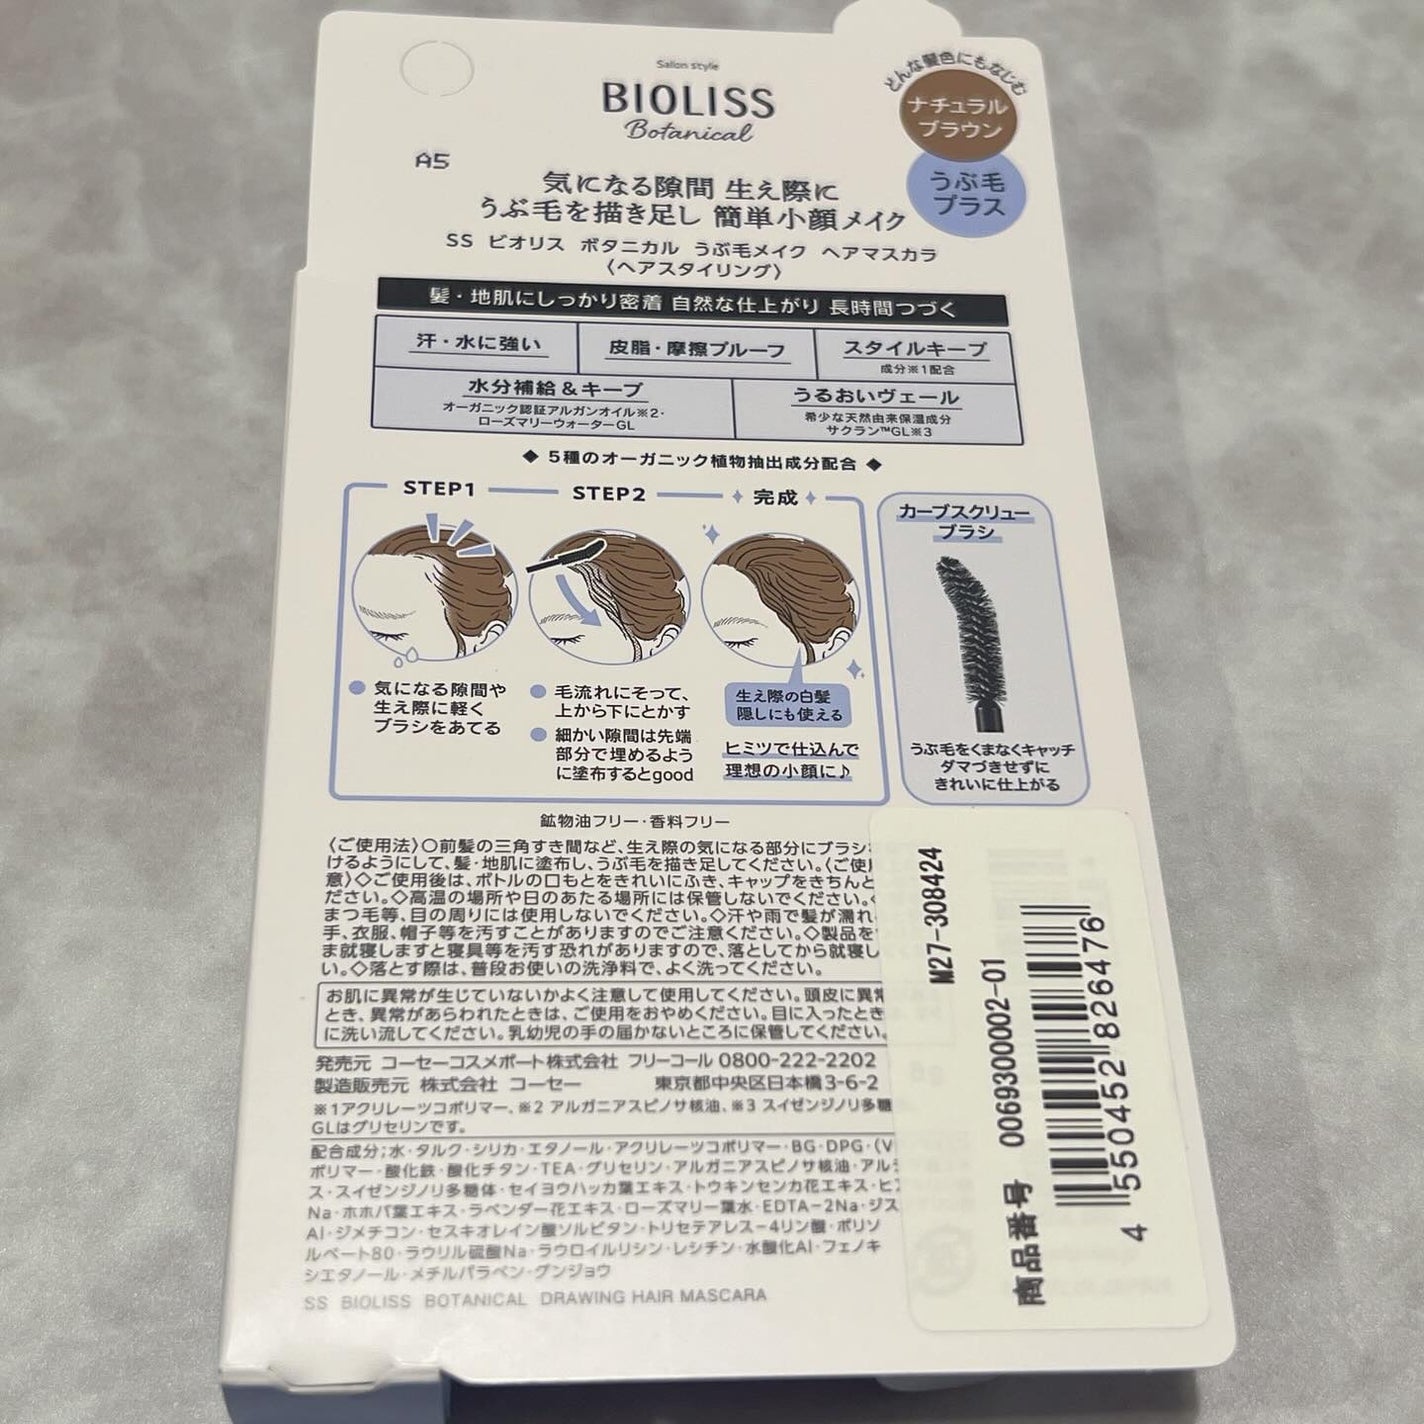 Salon style
BIOLISS
Botanical
どんな髪色にもなじむ
ナチュラル
ブラウン
うぶ毛
プラス
A5
気になる隙間 生え際に
うぶ毛を描き足し 簡単小顔メイク
SS ビオリス ボタニカル うぶ毛メイク ヘアマスカラ
〈ヘアスタイリング〉
髪・地肌にしっかり密着 自然な仕上がり 長時間つづく
汗・水に強い
皮脂・摩擦プルーフ
スタイルキープ
成分※1配合
水分補給&キープ
オーガニック認証アルガンオイル※2・
ローズマリーウォーターGL
うるおいヴェール
希少な天然由来保湿成分
サクラン™GL※3
◆ 5種のオーガニック植物抽出成分配合 ◆
STEP1
STEP2
完成
気になる隙間や
生え際に軽く
ブラシをあてる
毛流れにそって、
上から下にとかす
細かい隙間は先端
部分で埋めるよう
に塗布するとgood
生え際の白髪
隠しにも使える
ヒミツで仕込んで
理想の小顔に♪
カーブスクリュー
ブラシ
うぶ毛をくまなくキャッチ
ダマづきせずに
きれいに仕上がる
鉱物油フリー・香料フリー
〈ご使用法〉○前髪の三角すき間など、生え際の気になる部分にブラシ
けるようにして、髪・地肌に塗布し、うぶ毛を描き足してください。〈ご使
意〉◇ご使用後は、ボトルの口もとをきれいにふき、キャップをきちんと
ださい。◇高温の場所や日のあたる場所には保管しないでください。
まつ毛等、目の周りには使用しないでください。◇汗や雨で髪が濡れ
手、衣服、帽子等を汚すことがありますのでご注意ください。◇製品を
ま就寝しますと寝具等を汚す恐れがありますので、落としてから就寝し
い。◇落とす際は、普段お使いの洗浄料で、よく洗ってください。
お肌に異常が生じていないかよく注意して使用してください。頭皮に異常
とき、異常があらわれたときは、ご使用をおやめください。目に入ったとき
に洗い流してください。乳幼児の手の届かないところに保管してください。
発売元 コーセーコスメポート株式会社 フリーコール 0800-222-2202
製造販売元 株式会社 コーセー 東京都中央区日本橋3-6-2
※1アクリレーツコポリマー、※2 アルガニアスピノサ核油、※3 スイゼンジノリ多糖
GLはグリセリンです。
配合成分;水・タルク・シリカ・エタノール・アクリレーツコポリマー・BG・DPG・(V
ポリマー・酸化鉄・酸化チタン・TEA・グリセリン・アルガニアスピノサ核油・アル
ス・スイゼンジノリ多糖体・セイヨウハッカ葉エキス・トウキンセンカ花エキス・ヒ
Na・ホホバ葉エキス・ラベンダー花エキス・ローズマリー葉水・EDTA-2Na・ジス
Al・ジメチコン・セスキオレイン酸ソルビタン・トリセテアレス-4リン酸・ポリソ
ルベート80・ラウリル硫酸Na・ラウロイルリシン・レシチン・水酸化Al・フェノキ
シエタノール・メチルパラベン・グンジョウ
SS BIOLISS BOTANICAL DRAWING HAIR MASCARA
M27-308424
商品番号 006930002-01
4 550452 826476